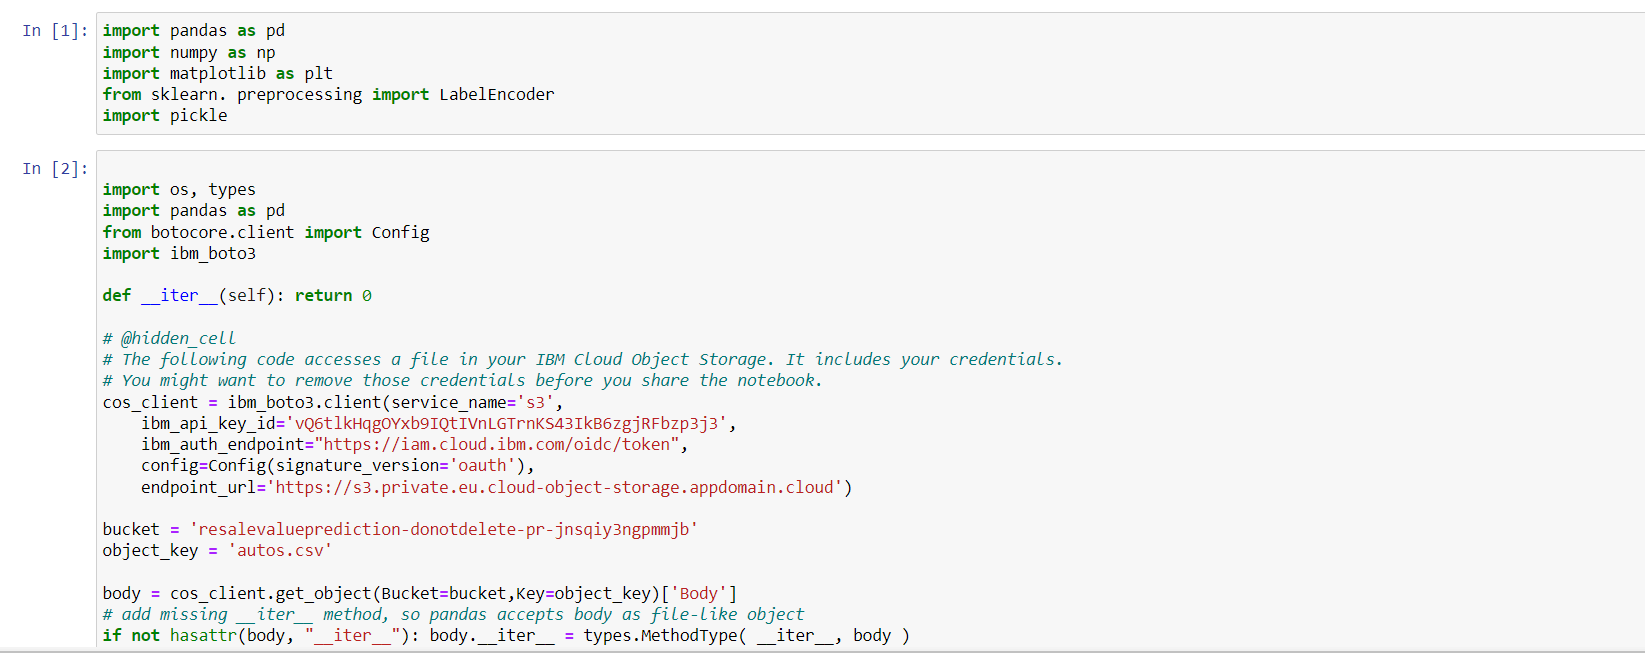 In [1]: import pandas as pd
import numpy as np
import matplotlib as plt
from sklearn. preprocessing import LabelEncoder
import pickle
In [2]:
import os, types
import pandas as pd
from botocore.client import Config
import ibm_boto3
def __iter__(self): return 0
# @hidden_cell
# The following code accesses a file in your IBM Cloud Object Storage. It includes your credentials.
# You might want to remove those credentials before you share the notebook.
cos_client = ibm_boto3.client(service_name='s3',
ibm_api_key_id='vQ6tlkHqgOYxb9IQtIVnLGTrnKS43IkB6zgjRFbzp3j3',
ibm_auth_endpoint="https://iam.cloud.ibm.com/oidc/token",
config=Config(signature_version='oauth'),
endpoint_url='https://s3.private.eu.cloud-object-storage.appdomain.cloud')
bucket = 'resalevalueprediction-donotdelete-pr-jnsqiy3ngpmmjb'
object_key = 'autos.csv'
body = cos_client.get_object(Bucket=bucket,Key=object_key)['Body']
# add missing __iter__ method, so pandas accepts body as file-like object
if not hasattr(body, "__iter__"): body.__iter__ = types.MethodType( __iter__, body )